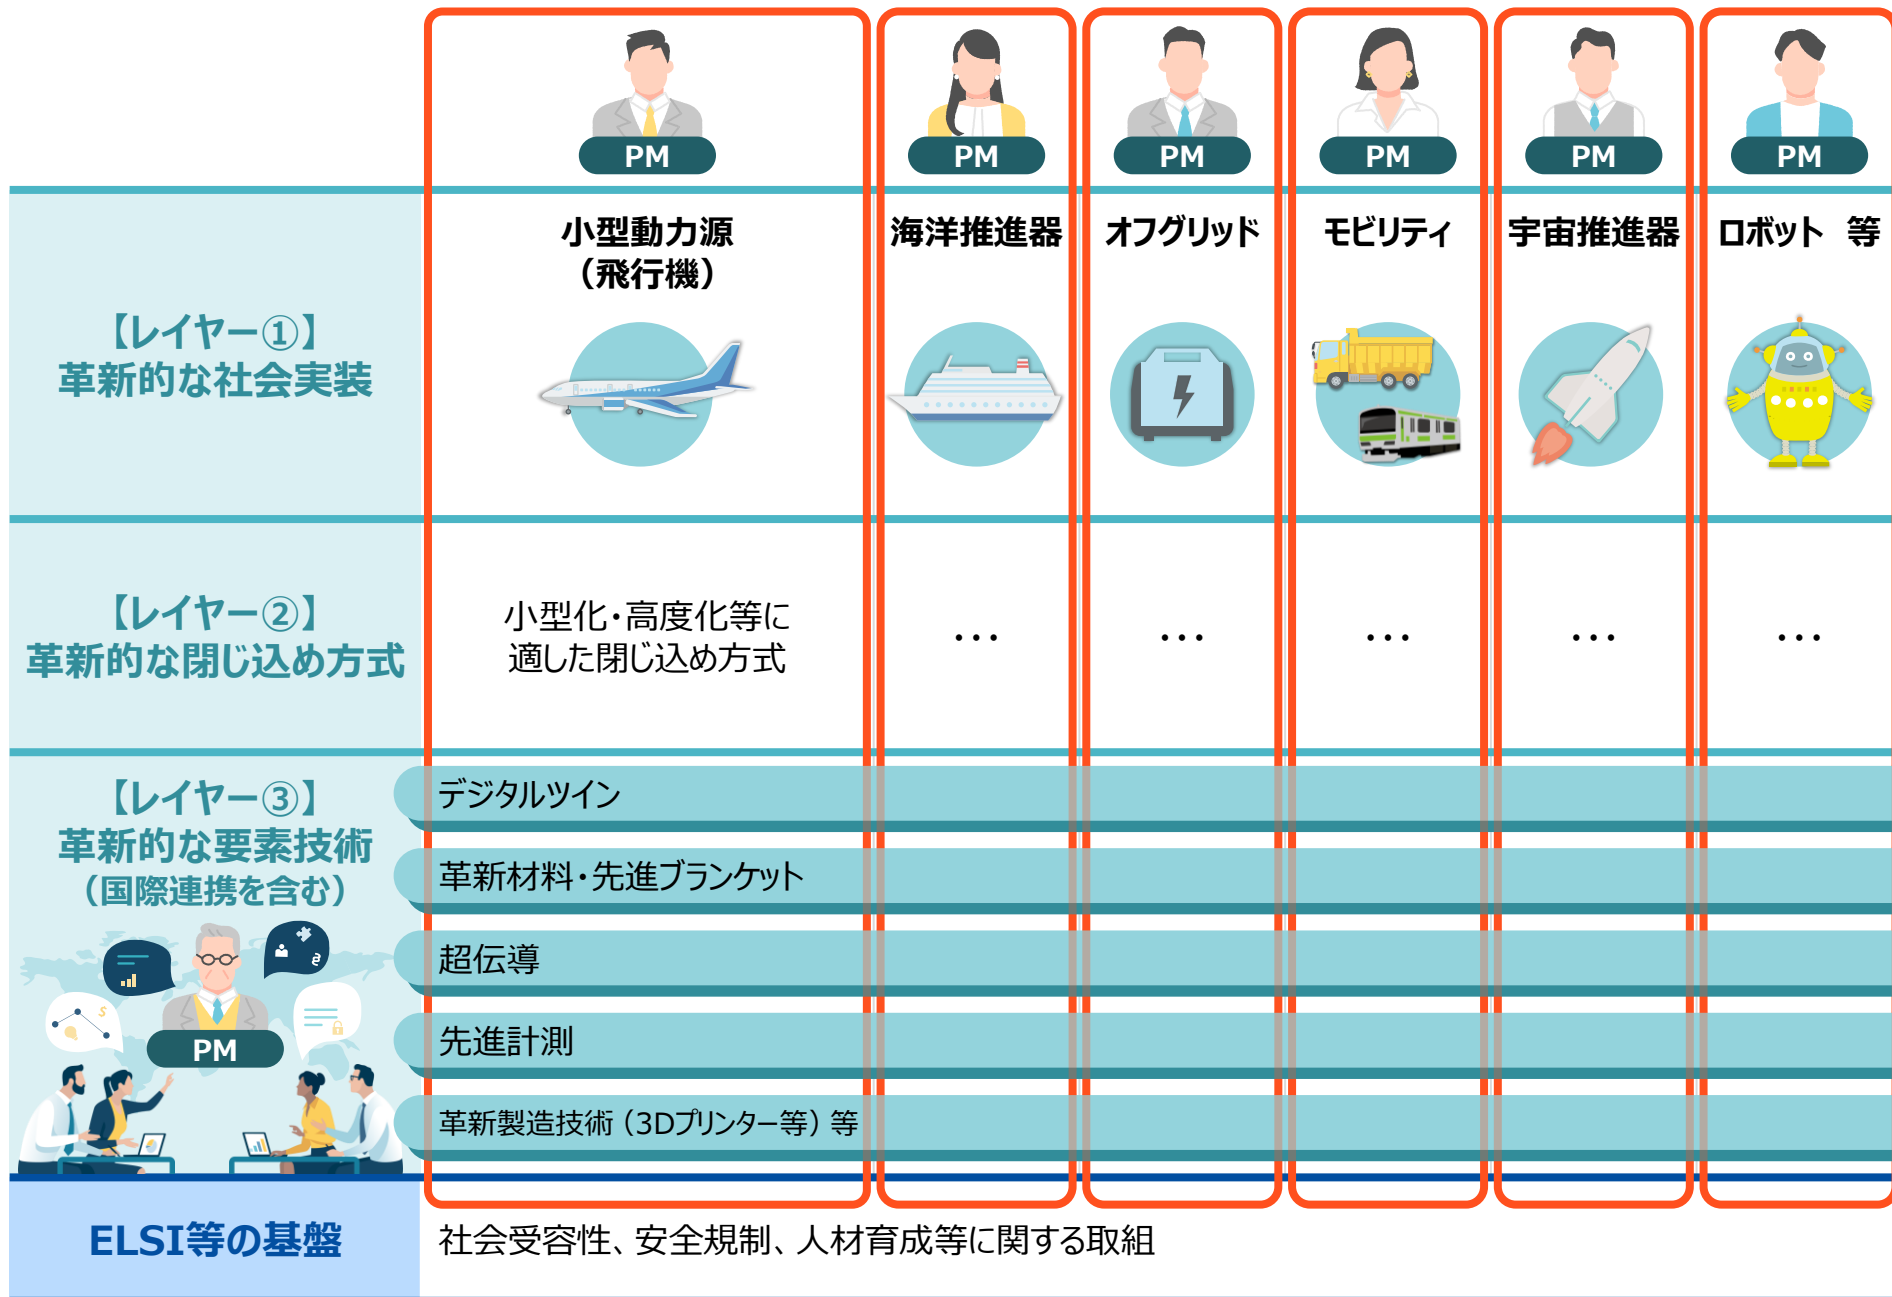 PM
PM
PM
PM
PM
PM
【レイヤー①】
革新的な社会実装
小型動力源
（飛行機）
海洋推進器
オフグリッド
モビリティ
宇宙推進器
ロボット 等
【レイヤー②】
革新的な閉じ込め方式
小型化・高度化等に
適した閉じ込め方式
…
…
…
…
…
【レイヤー③】
革新的な要素技術
（国際連携を含む）
PM
デジタルツイン
革新材料・先進ブランケット
超伝導
先進計測
革新製造技術（3Dプリンター等）等
ELSI等の基盤
社会受容性、安全規制、人材育成等に関する取組